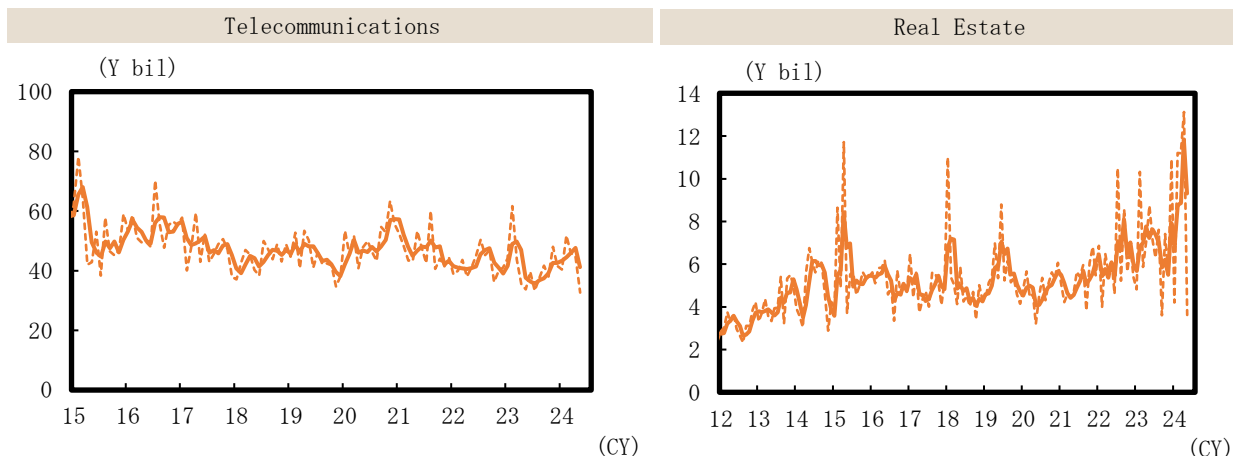 Telecommunications
(Y bil)
100
80
60
40
20
0
15 16 17 18 19 20 21 22 23 24
(CY)
Real Estate
(Y bil)
14
12
10
8
6
4
2
0
12 13 14 15 16 17 18 19 20 21 22 23 24
(CY)